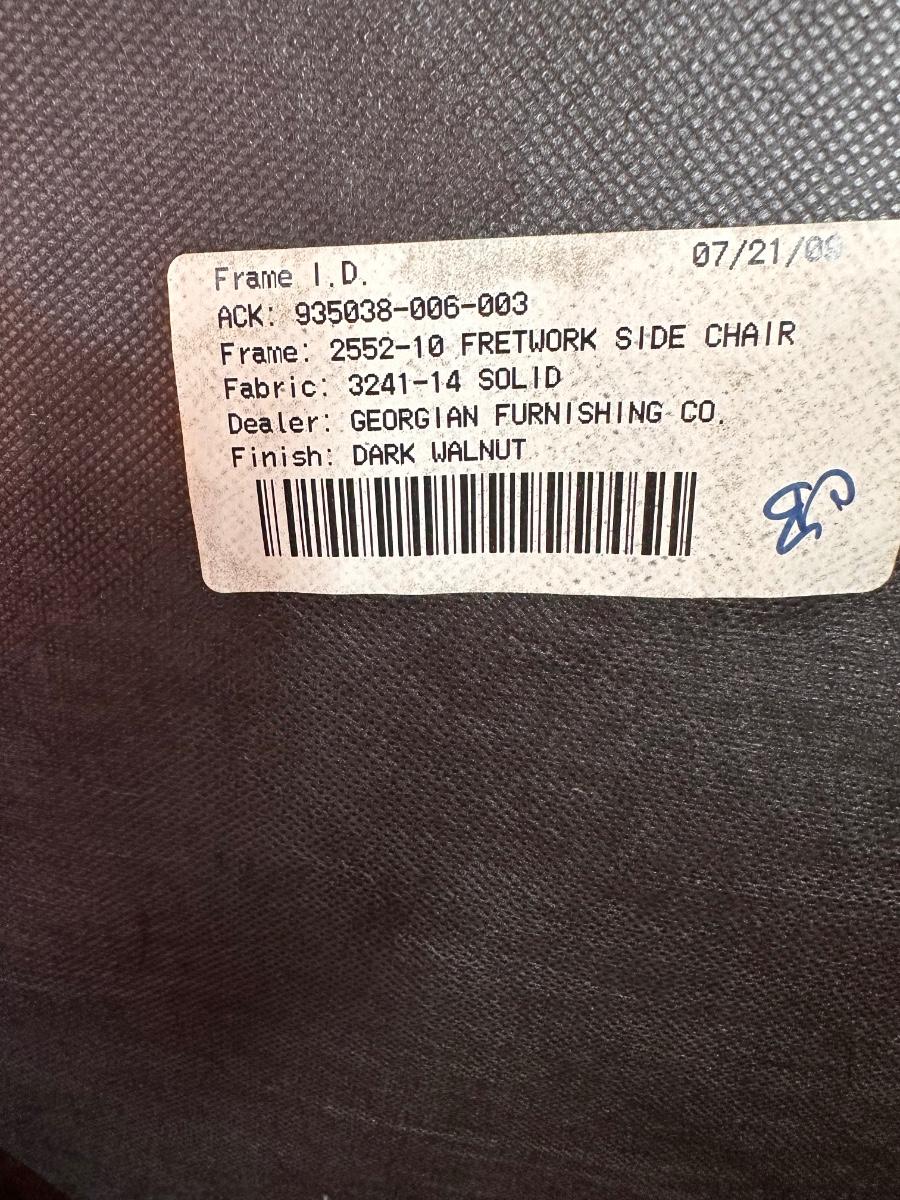 Frame I.D.
07/21/09
ACK: 935038-006-003
Frame: 2552-10 FRETWORK SIDE CHAIR
Fabric: 3241-14 SOLID
Dealer: GEORGIAN FURNISHING CO.
Finish: DARK WALNUT